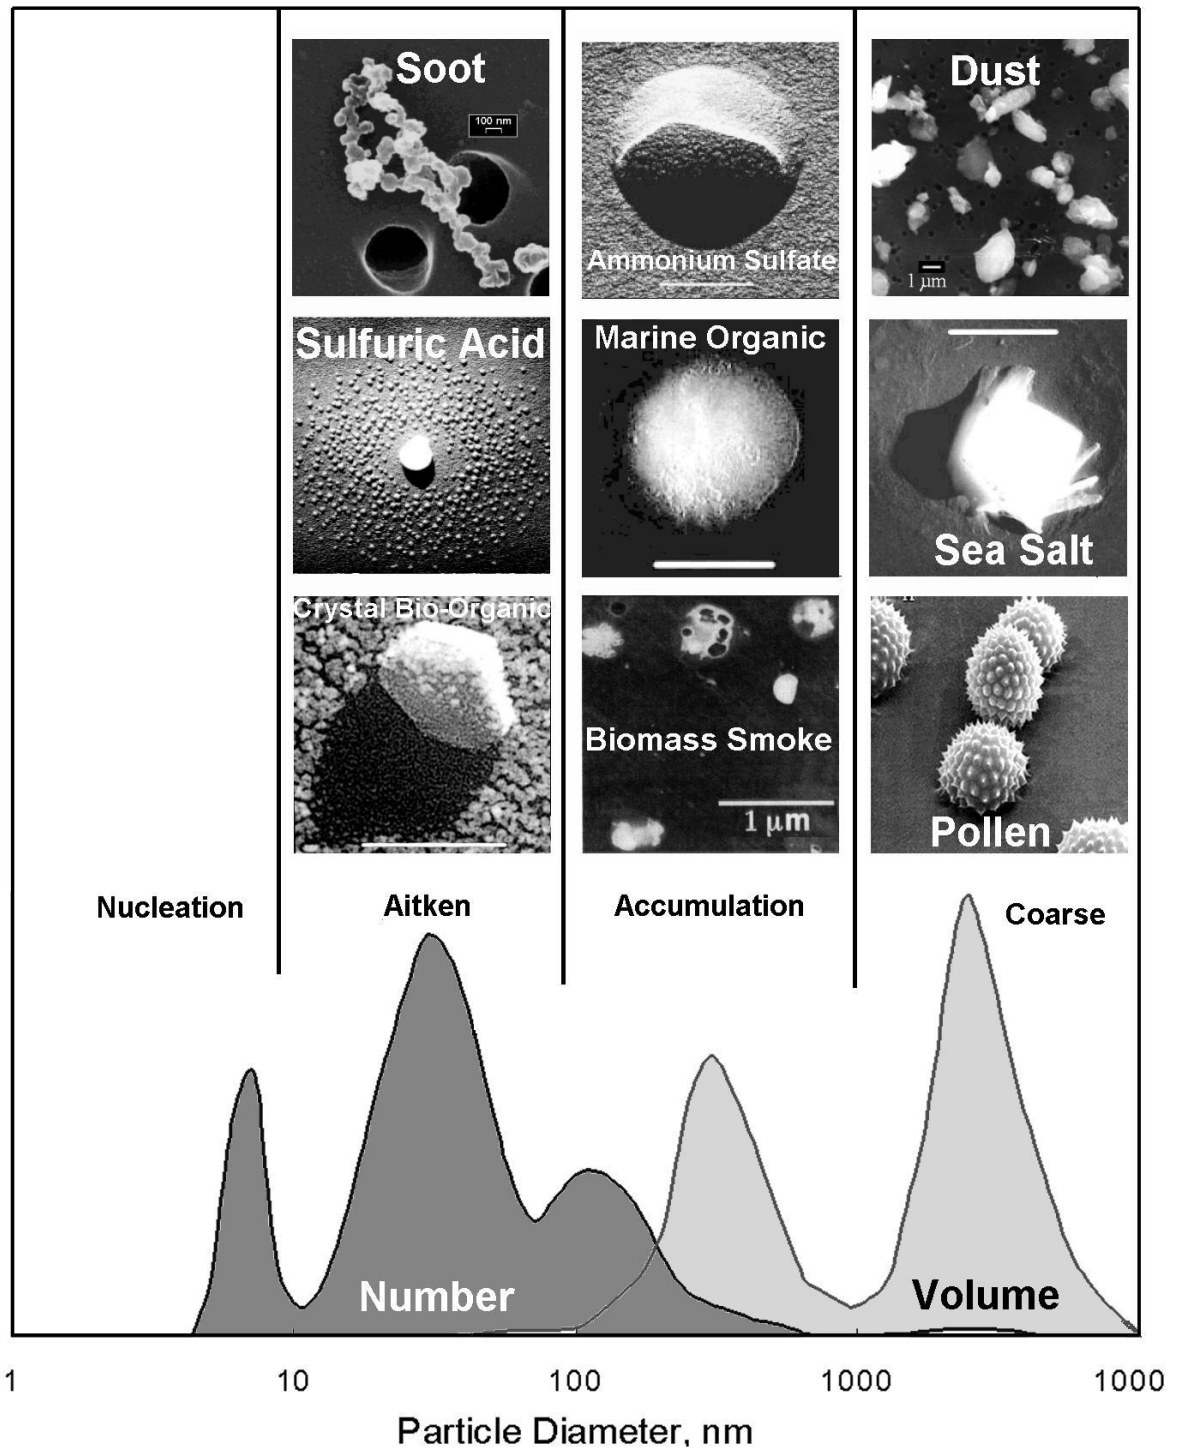 Soot
100 nm
Ammonium Sulfate
Dust
1 μm
Sulfuric Acid
Marine Organic
Sea Salt
Crystal Bio-Organic
Biomass Smoke
1 μm
Pollen
Nucleation
Aitken
Accumulation
Coarse
Number
Volume
1
10
100
1000
1000
Particle Diameter, nm